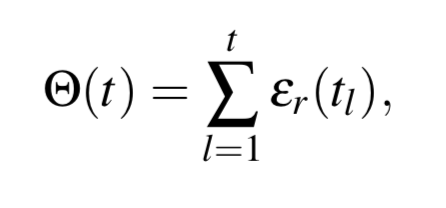 Θ(t) = ∑_{l=1}^{t} ε_r(t_l),